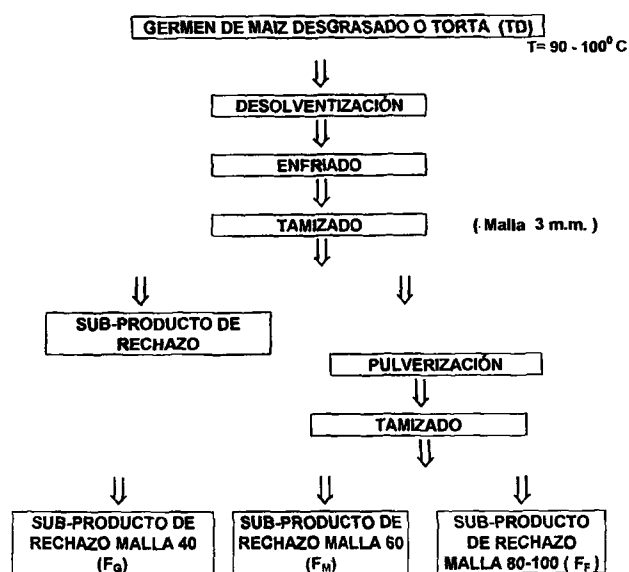 GERMEN DE MAIZ DESGRASADO O TORTA (TD)
T= 90 - 100⁰ C
DESOLVENTIZACIÓN
ENFRIADO
TAMIZADO
( Malla 3 m.m. )
SUB-PRODUCTO DE
RECHAZO
PULVERIZACIÓN
TAMIZADO
SUB-PRODUCTO DE
RECHAZO MALLA 40
(FG)
SUB-PRODUCTO DE
RECHAZO MALLA 60
(FM)
SUB-PRODUCTO
DE RECHAZO
MALLA 80-100 ( FF)